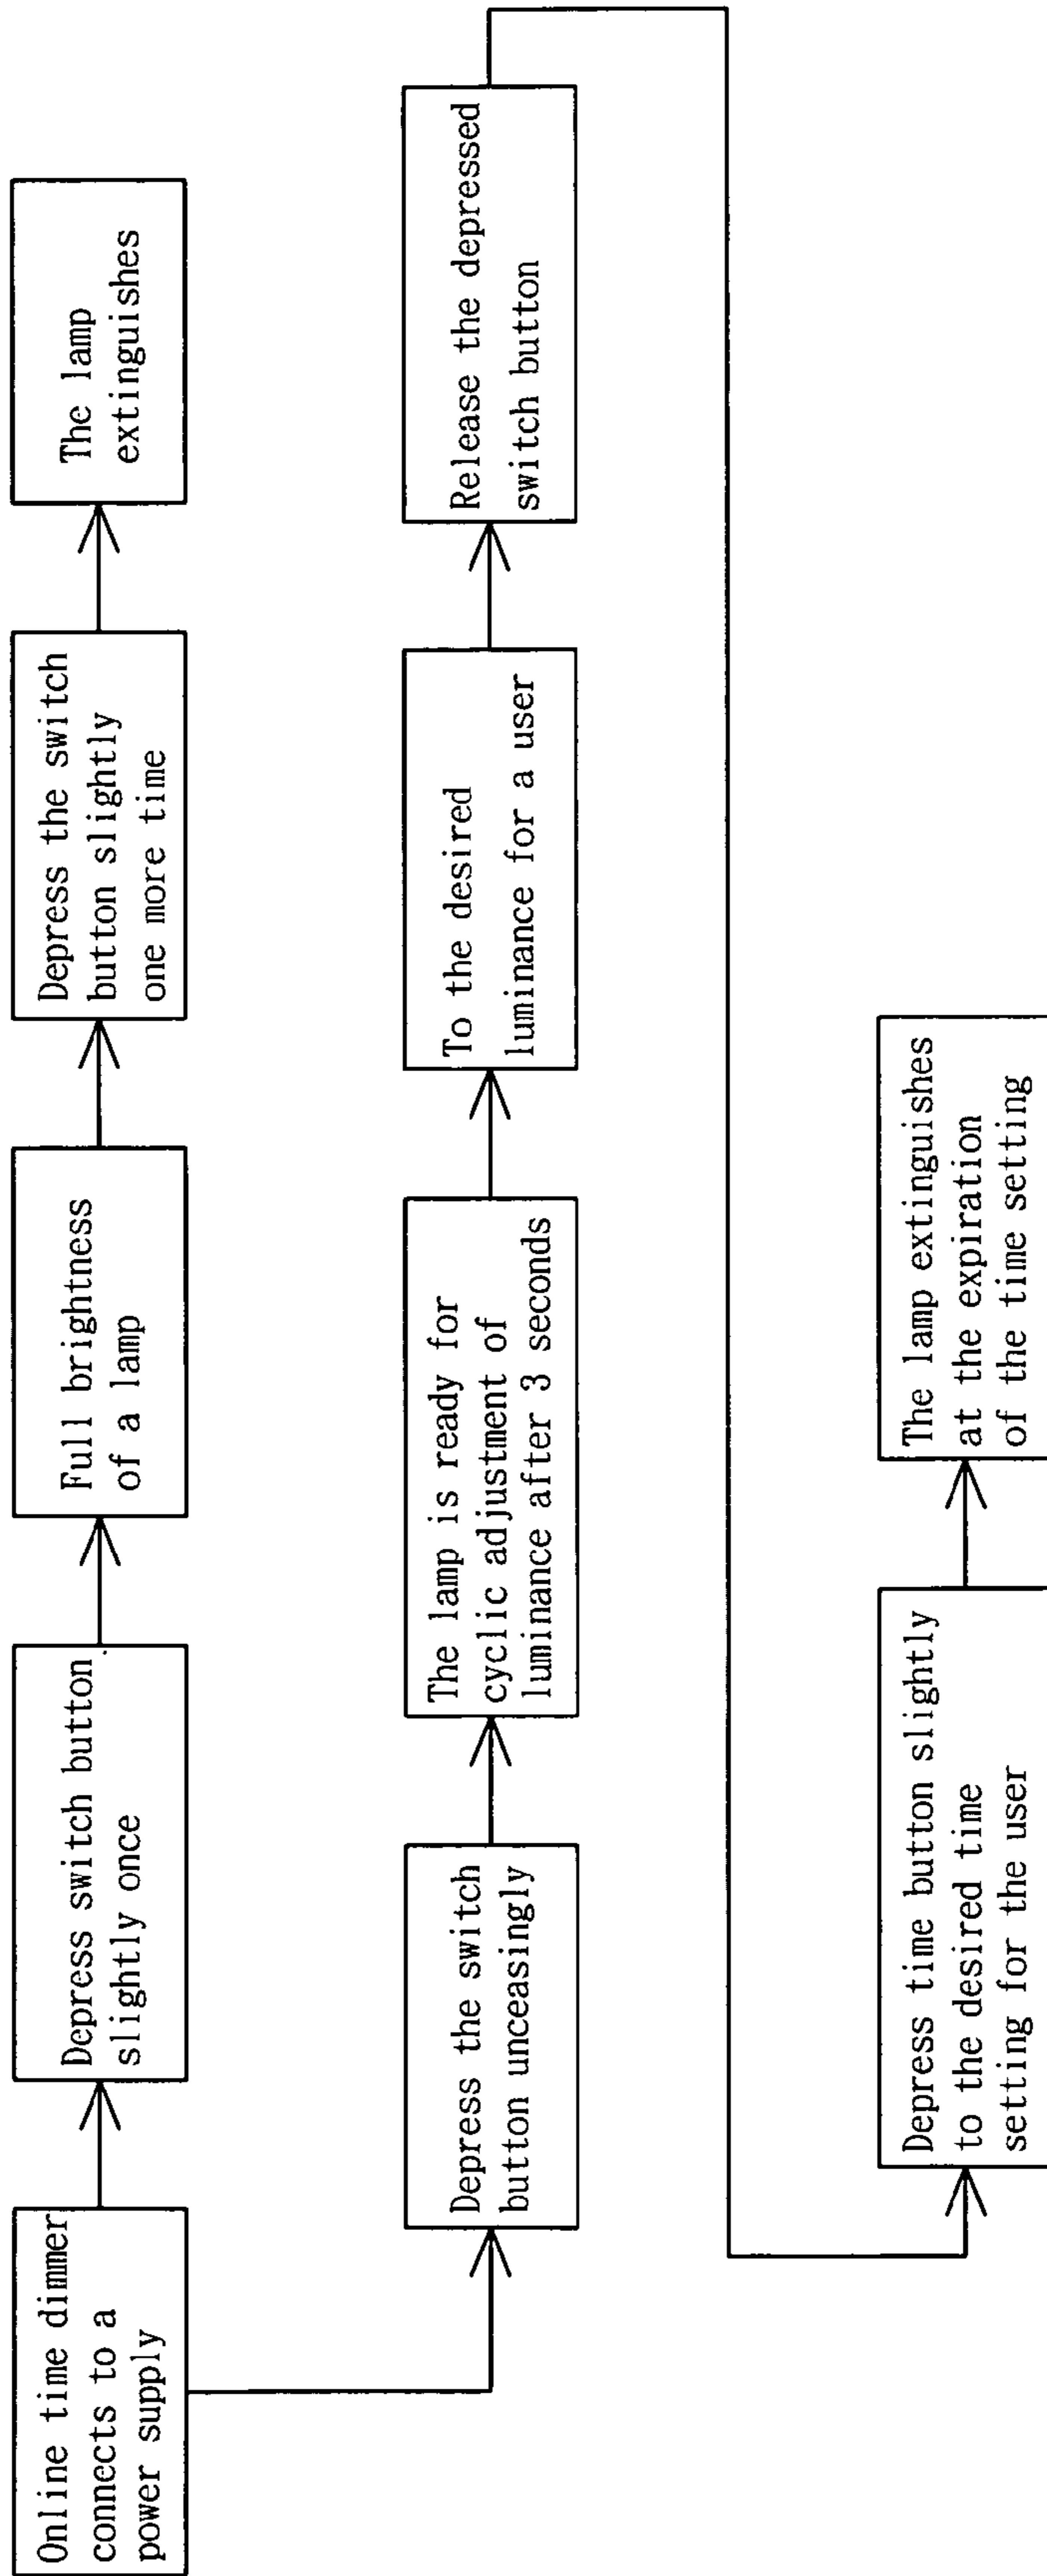 Online time dimmer
connects to a
power supply
Depress switch button
slightly once
Full brightness
of a lamp
Depress the switch
button slightly
one more time
The lamp
extinguishes
Depress the switch
button unceasingly
The lamp is ready for
cyclic adjustment of
luminance after 3 seconds
To the desired
luminance for a user
Release the depressed
switch button
Depress time button slightly
to the desired time
setting for the user
The lamp extinguishes
at the expiration
of the time setting